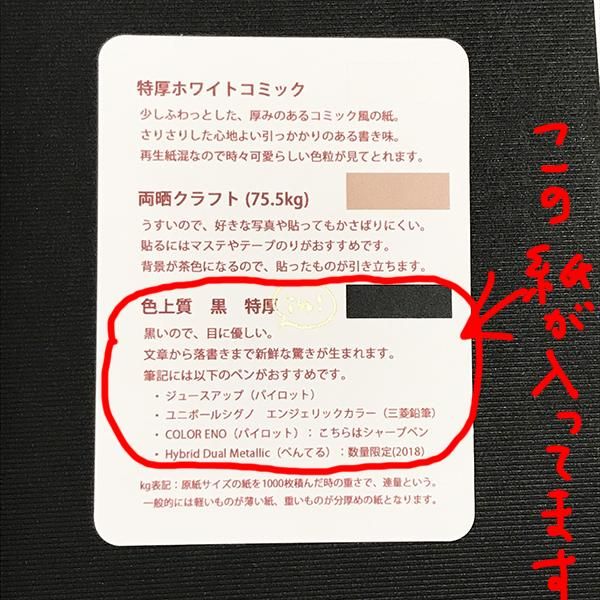 特厚ホワイトコミック
少しふわっとした、厚みのあるコミック風の紙。
さりさりした心地よい引っかかりのある書き味。
再生紙混なので時々可愛らしい色粒が見てとれます。
両晒クラフト (75.5kg)
うすいので、好きな写真や貼ってもかさばりにくい。
貼るにはマステやテープのりがおすすめです。
背景が茶色になるので、貼ったものが引き立ちます。
色上質 黒 特厚
黒いので、目に優しい。
文章から落書きまで新鮮な驚きが生まれます。
筆記には以下のペンがおすすめです。
・ ジュースアップ（パイロット）
・ ユニボールシグノ エンジェリックカラー（三菱鉛筆）
・ COLOR ENO（パイロット）：こちらはシャープペン
・ Hybrid Dual Metallic（ぺんてる）：数量限定(2018)
kg表記：原紙サイズの紙を1000枚積んだ時の重さで、連量という。
一般的には軽いものが薄い紙、重いものが分厚めの紙となります。
この紙が入ってます